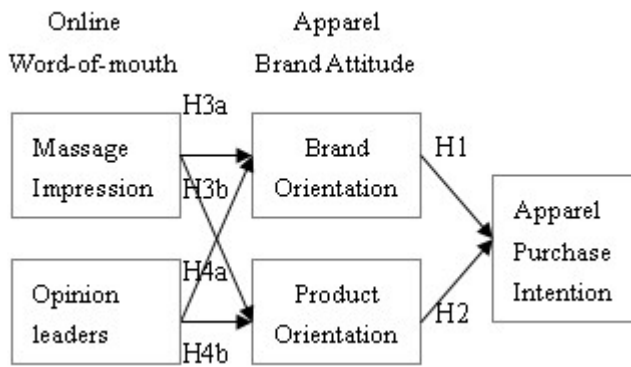 Online
Word-of-mouth
Apparel
Brand Attitude
H3a
Massage
Impression
Brand
Orientation
H1
H3b
Apparel
Purchase
Intention
H4a
Opinion
leaders
Product
Orientation
H2
H4b